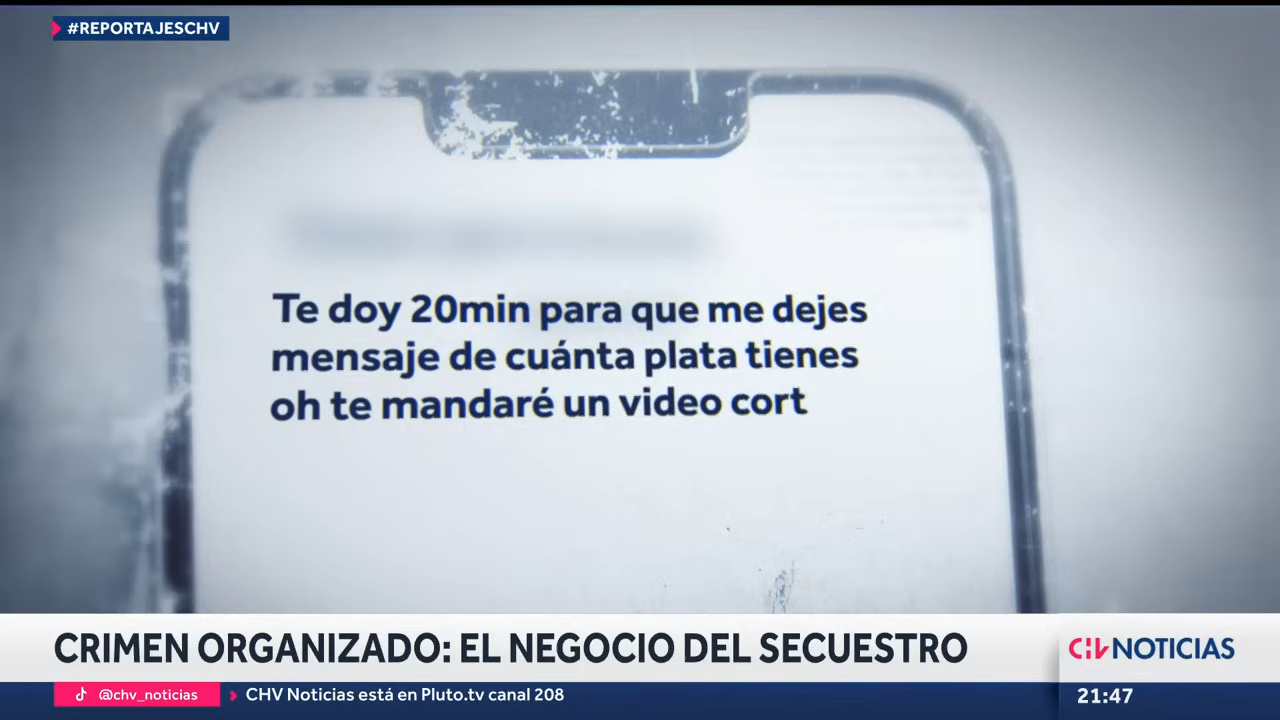 #REPORTAJESCHV
Te doy 20min para que me dejes
mensaje de cuánta plata tienes
oh te mandaré un video cort
CRIMEN ORGANIZADO: EL NEGOCIO DEL SECUESTRO
CHV NOTICIAS
@chv_noticias
CHV Noticias está en Pluto.tv canal 208
21:47